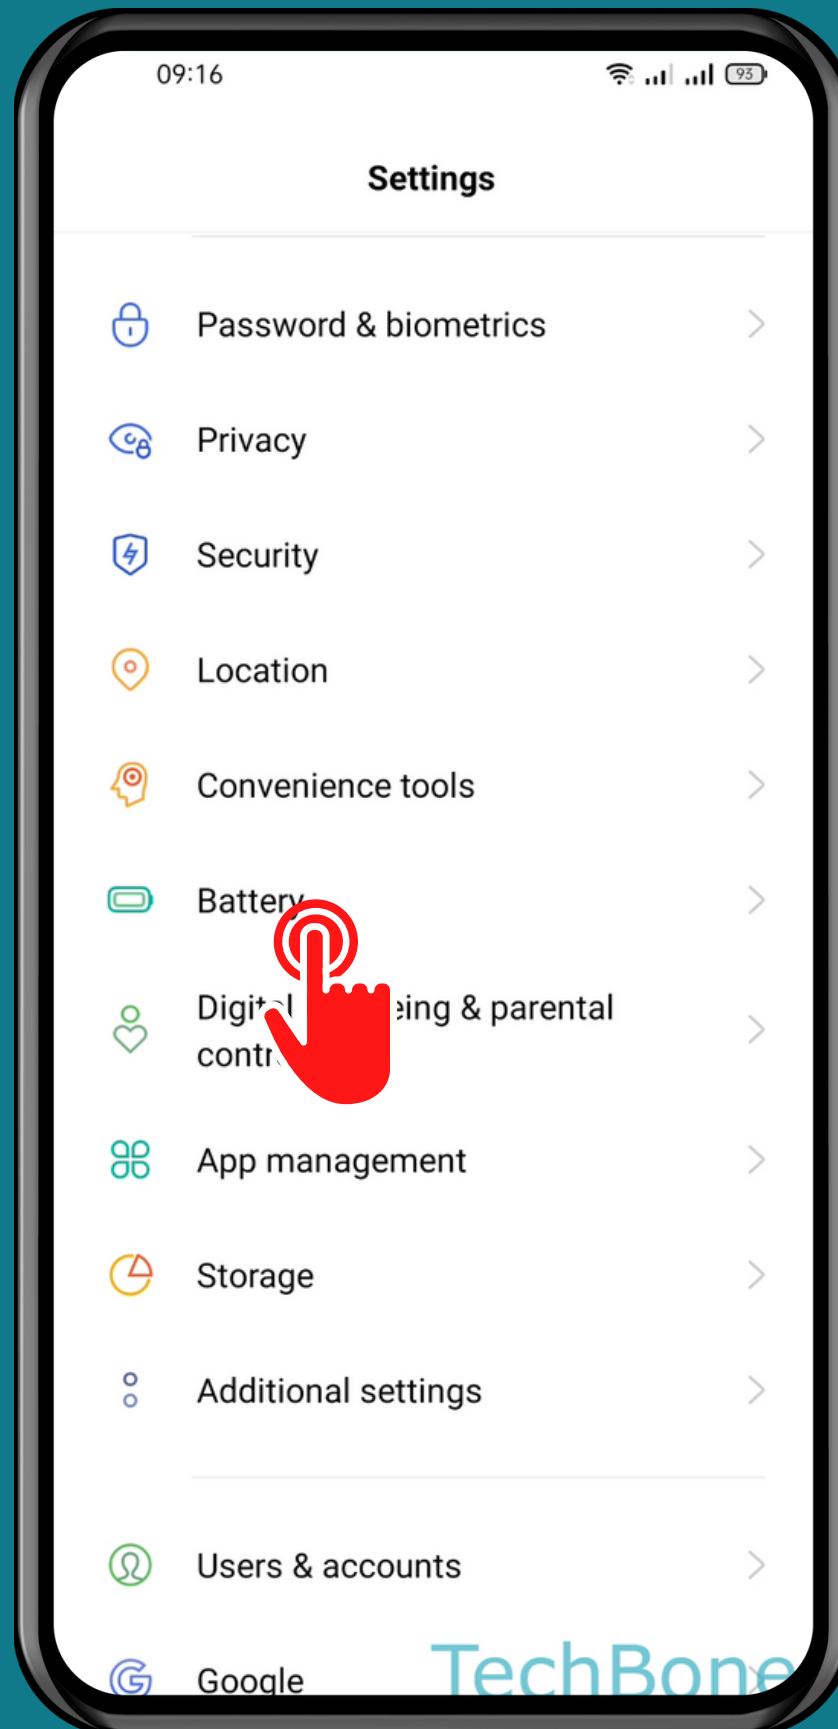 09:16
93
Settings
Password & biometrics
Privacy
Security
Location
Convenience tools
Battery
& parental
App management
Storage
Additional settings
Users & accounts
Google
TechBone